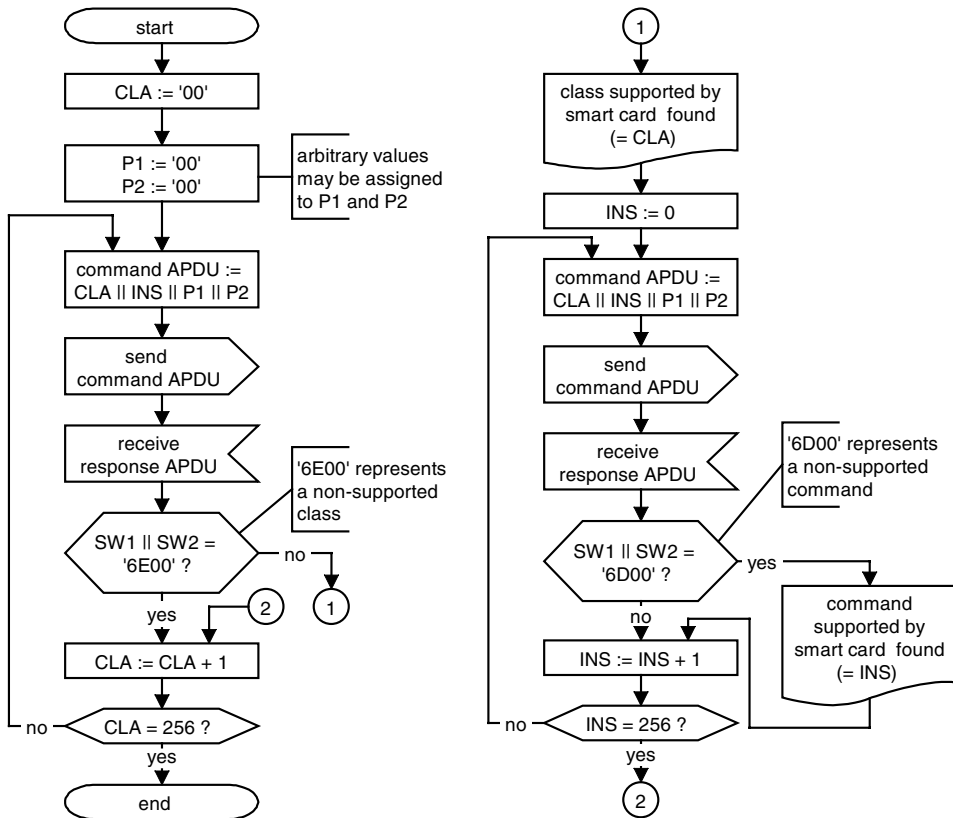 start
CLA := '00'
P1 := '00'
P2 := '00'
arbitrary values
may be assigned
to P1 and P2
command APDU :=
CLA || INS || P1 || P2
send
command APDU
receive
response APDU
'6E00' represents
a non-supported
class
SW1 || SW2 =
'6E00' ?
no
1
yes
2
CLA := CLA + 1
no
CLA = 256 ?
yes
end
1
class supported by
smart card found
(= CLA)
INS := 0
command APDU :=
CLA || INS || P1 || P2
send
command APDU
receive
response APDU
'6D00' represents
a non-supported
command
SW1 || SW2 =
'6D00' ?
yes
no
command
supported by
smart card found
(= INS)
INS := INS + 1
no
INS = 256 ?
yes
2